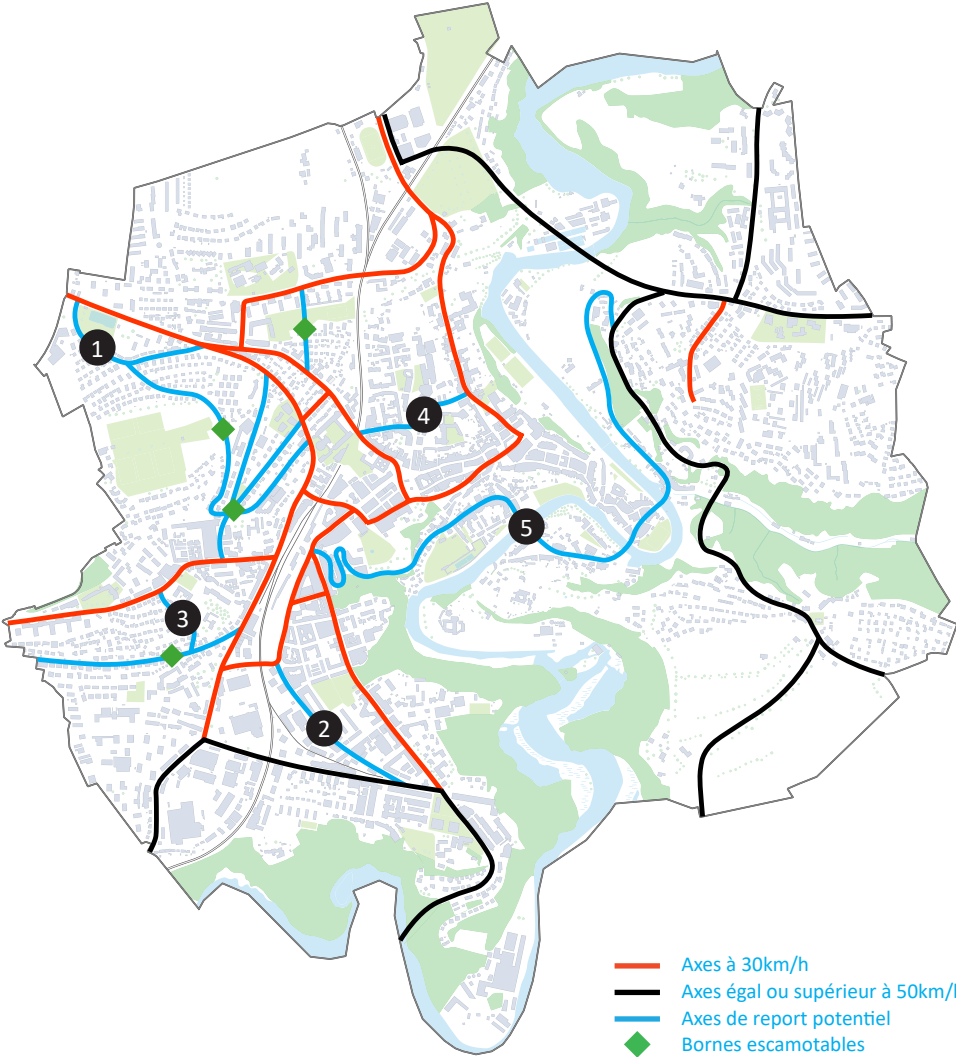 1
4
5
3
2
Axes à 30km/h
Axes égal ou supérieur à 50km/h
Axes de report potentiel
Bornes escamotables